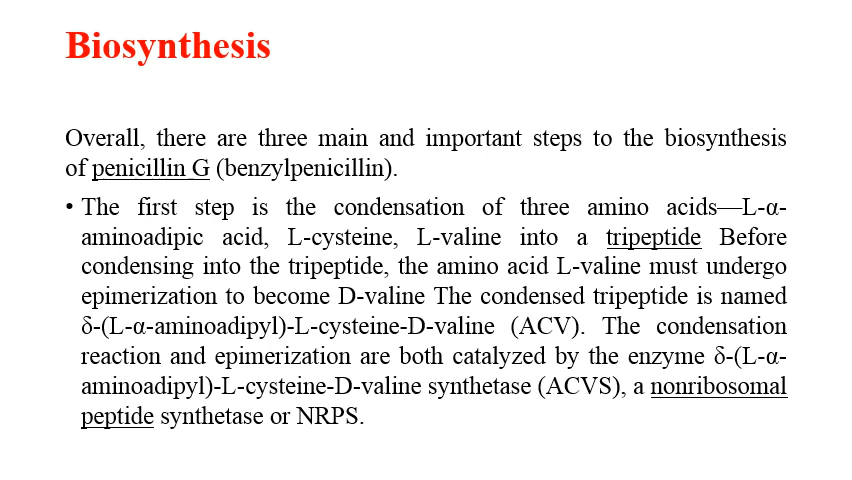 Biosynthesis
Overall, there are three main and important steps to the biosynthesis
of penicillin G (benzylpenicillin).
• The first step is the condensation of three amino acids—L-α-
aminoadipic acid, L-cysteine, L-valine into a tripeptide Before
condensing into the tripeptide, the amino acid L-valine must undergo
epimerization to become D-valine The condensed tripeptide is named
δ-(L-α-aminoadipyl)-L-cysteine-D-valine (ACV). The condensation
reaction and epimerization are both catalyzed by the enzyme δ-(L-α-
aminoadipyl)-L-cysteine-D-valine synthetase (ACVS), a nonribosomal
peptide synthetase or NRPS.